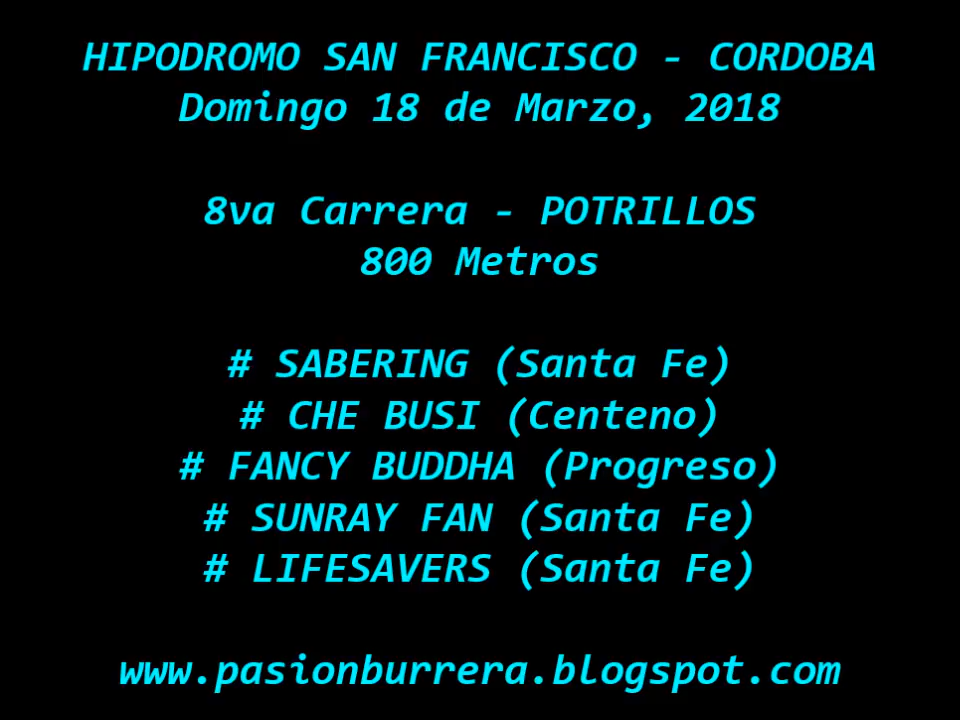 HIPODROMO SAN FRANCISCO - CORDOBA
Domingo 18 de Marzo, 2018
8va Carrera - POTRILLOS
800 Metros
# SABERING (Santa Fe)
# CHE BUSI (Centeno)
# FANCY BUDDHA (Progreso)
# SUNRAY FAN (Santa Fe)
# LIFESAVERS (Santa Fe)
www.pasionburrera.blogspot.com